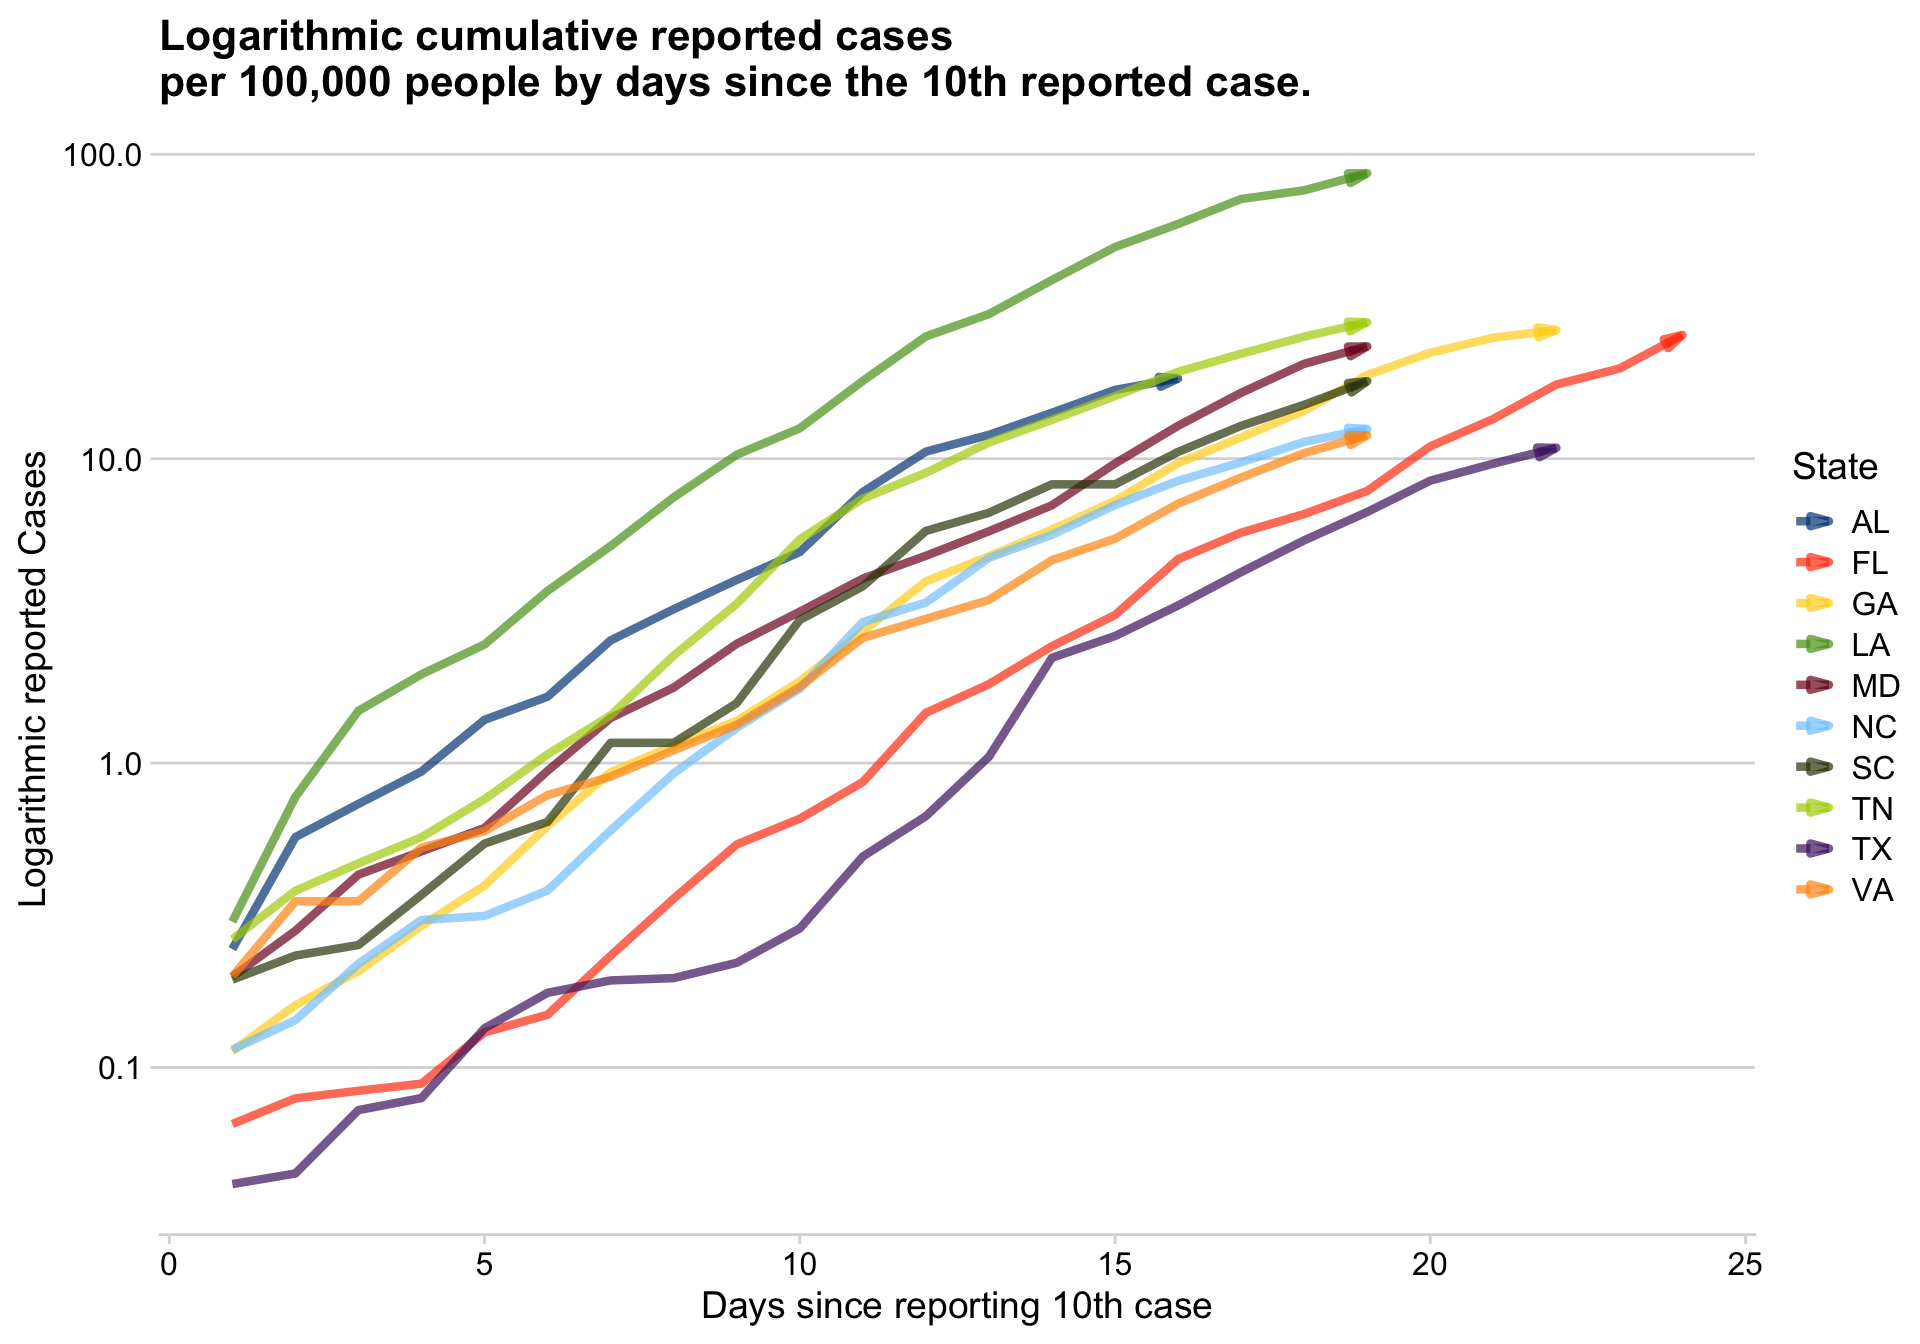 Logarithmic cumulative reported cases
per 100,000 people by days since the 10th reported case.
100.0
10.0
1.0
0.1
Logarithmic reported Cases
0
5
10
15
20
25
Days since reporting 10th case
State
AL
FL
GA
LA
MD
NC
SC
TN
TX
VA